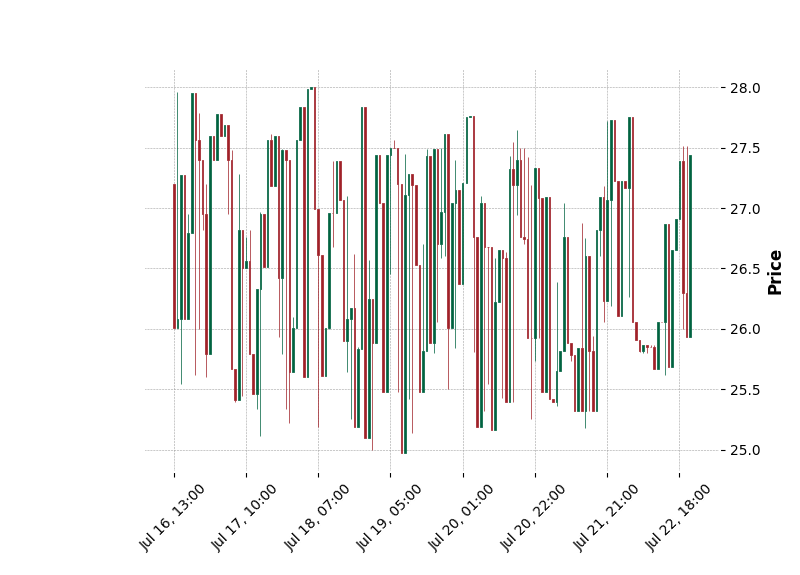 28.0
27.5
27.0
26.5
26.0
25.5
25.0
Price
Jul 16, 13:00
Jul 17, 10:00
Jul 18, 07:00
Jul 19, 05:00
Jul 20, 01:00
Jul 20, 22:00
Jul 21, 21:00
Jul 22, 18:00